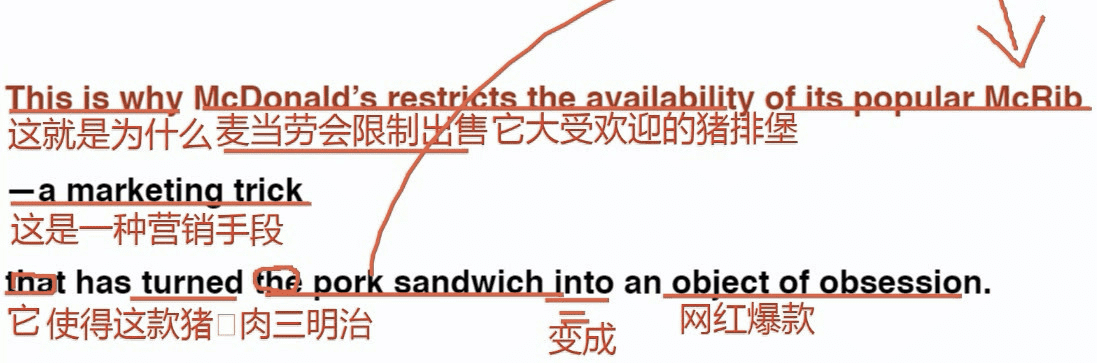 This is why McDonald's restricts the availability of its popular McRib
这就是为什么麦当劳会限制出售它大受欢迎的猪排堡
—a marketing trick
这是一种营销手段
that has turned the pork sandwich into an object of obsession.
它使得这款猪□肉三明治 变成 网红爆款